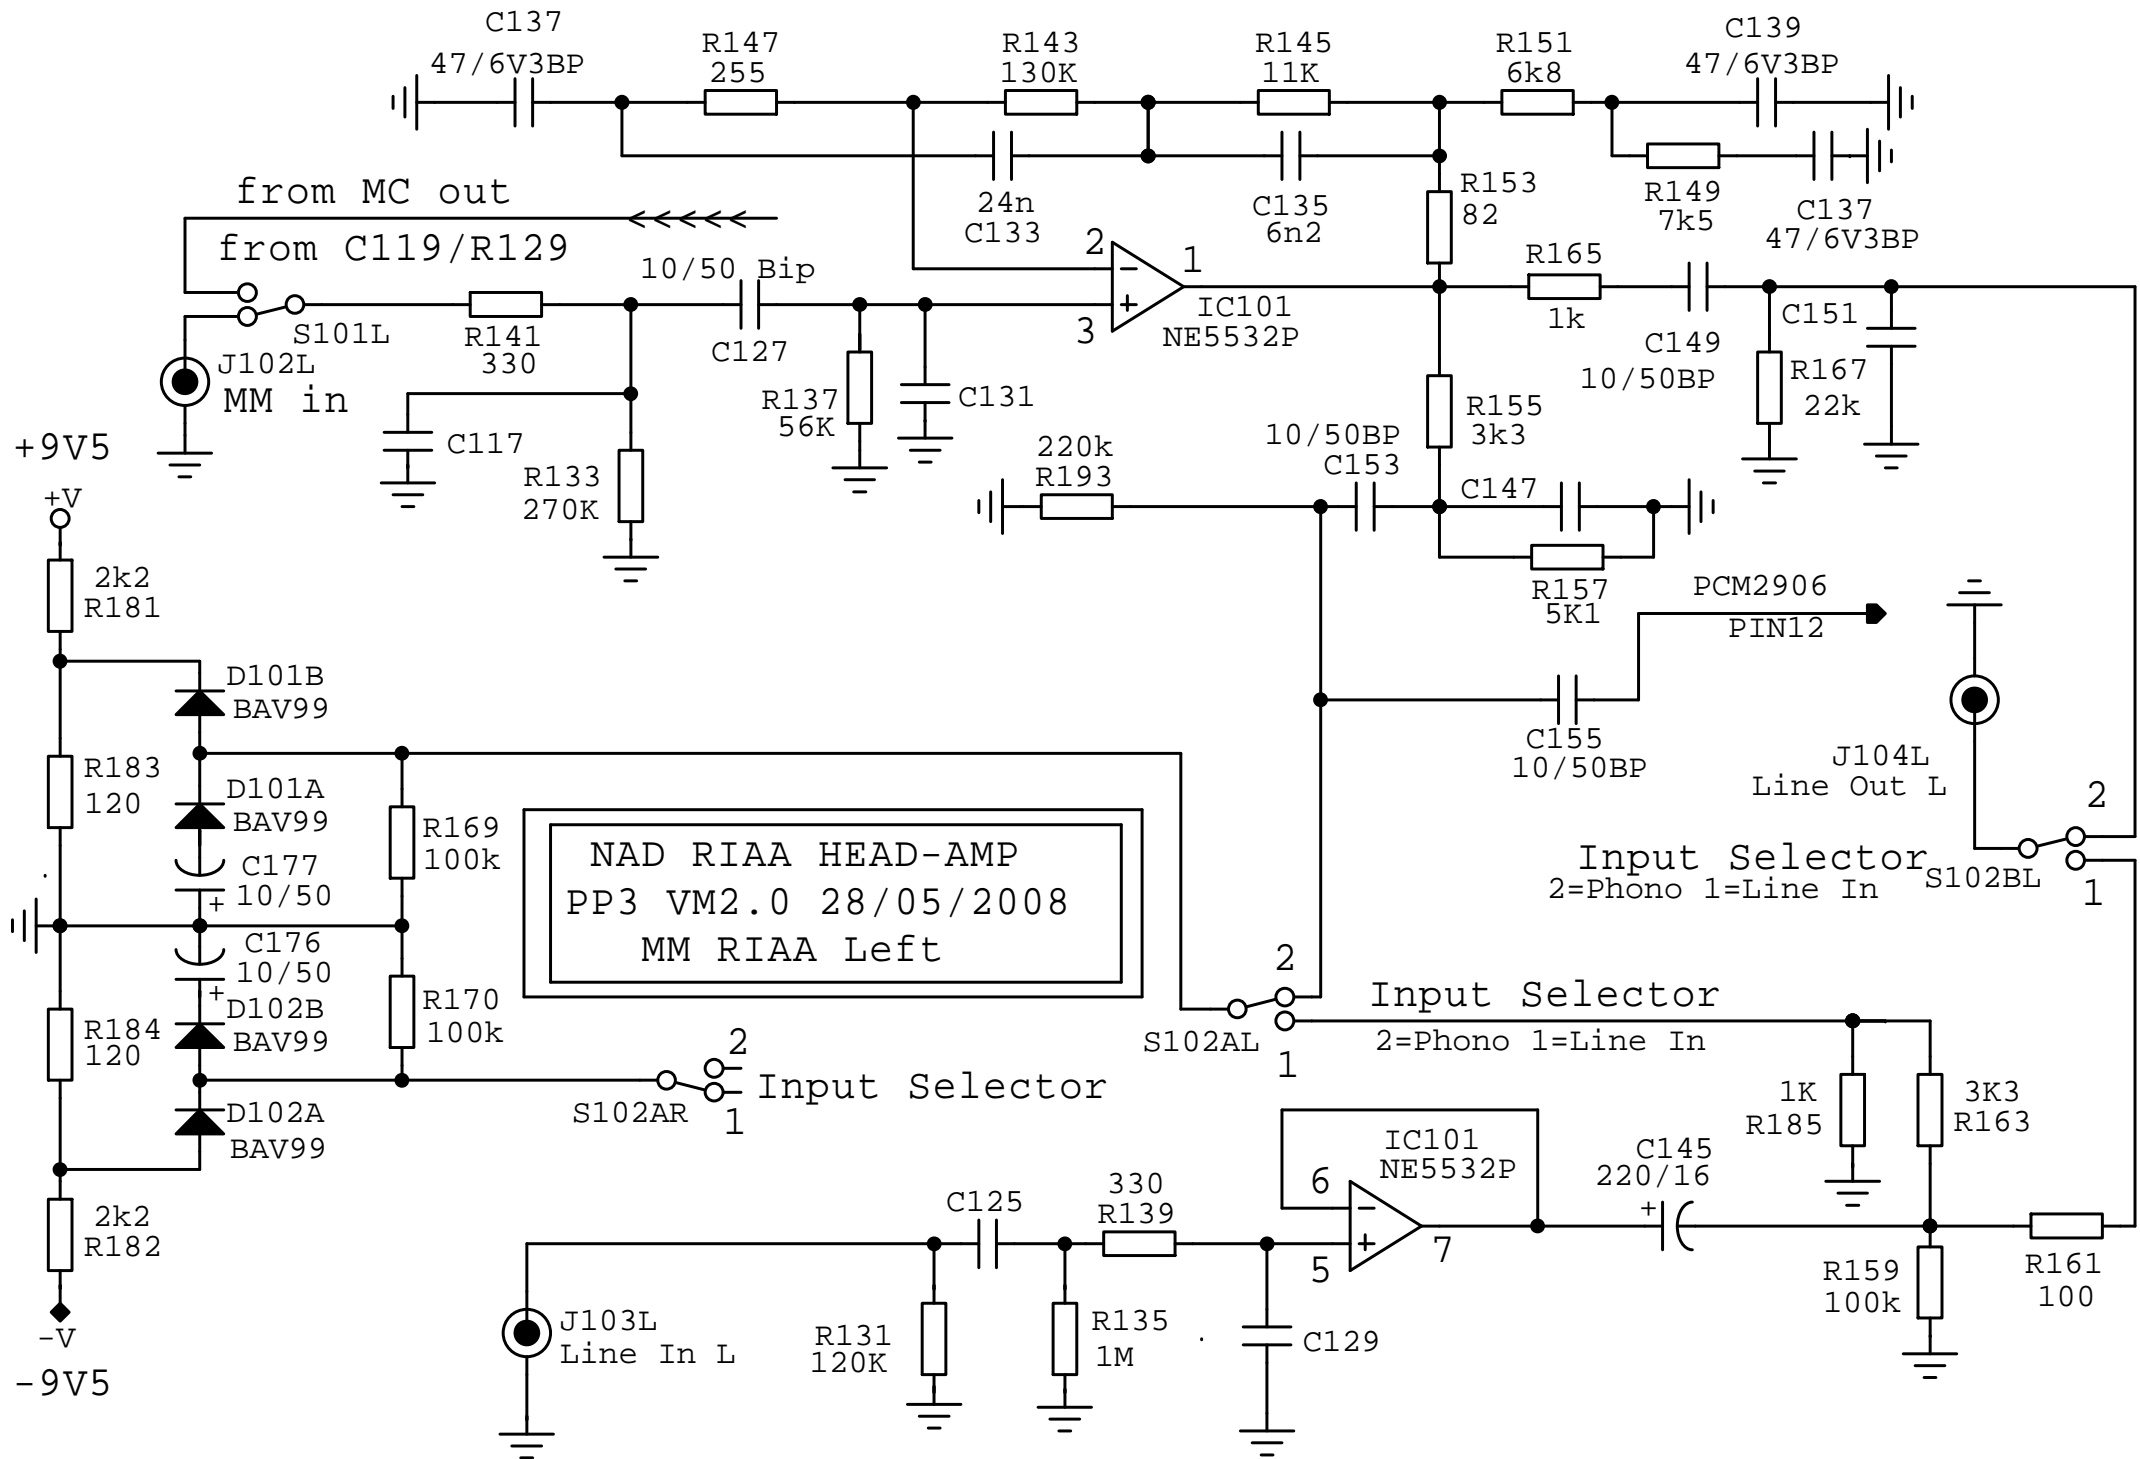 C137
47/6V3BP
R147
255
R143
130K
R145
11K
R151
6k8
C139
47/6V3BP
from MC out
from C119/R129
24n
C133
C135
6n2
R153
82
R149
7k5
C137
47/6V3BP
10/50 Bip
C127
2
3
1
IC101
NE5532P
R165
1k
C149
10/50BP
C151
R167
22k
S101L
R141
330
J102L
MM in
R137
56K
C131
C117
R133
270K
R155
3k3
10/50BP
C153
220k
R193
C147
R157
5K1
PCM2906
PIN12
C155
10/50BP
J104L
Line Out L
2
Input Selector
2=Phono 1=Line In
S102BL
1
+9V5
+V
2k2
R181
D101B
BAV99
R183
120
D101A
BAV99
C177
10/50
+
R169
100k
C176
10/50
+
D102B
BAV99
R184
120
R170
100k
D102A
BAV99
2k2
R182
-V
-9V5
NAD RIAA HEAD-AMP
PP3 VM2.0 28/05/2008
MM RIAA Left
S102AR
2
Input Selector
1
2
S102AL
1
Input Selector
2=Phono 1=Line In
1K
R185
3K3
R163
IC101
NE5532P
6
5
7
C145
220/16
+
C125
330
R139
J103L
Line In L
R131
120K
R135
1M
C129
R159
100k
R161
100